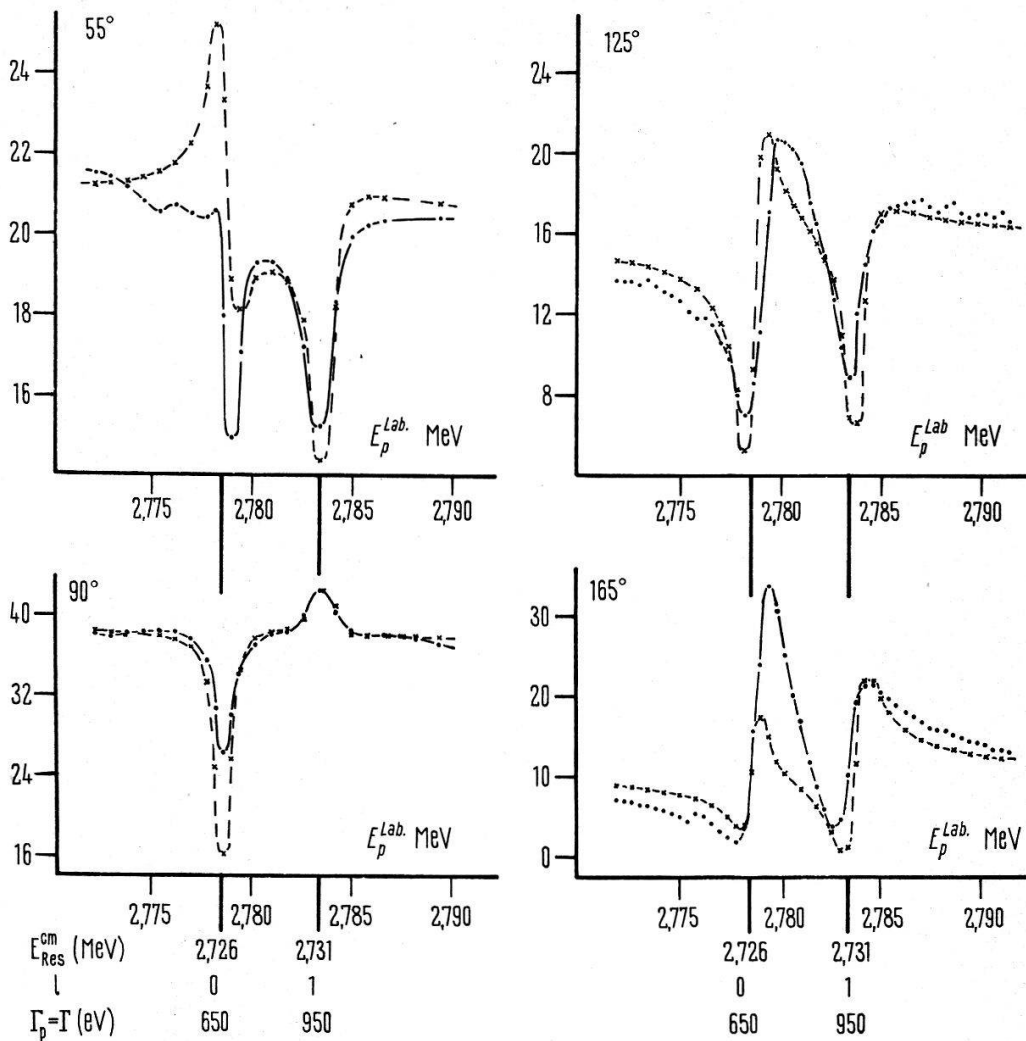 55°
24
22
20
18
16
E_p^Lab. MeV
2,775 2,780 2,785 2,790
125°
24
20
16
12
8
E_p^Lab MeV
2,775 2,780 2,785 2,790
90°
40
32
24
16
E_p^Lab. MeV
2,775 2,780 2,785 2,790
165°
30
20
10
0
E_p^Lab. MeV
2,775 2,780 2,785 2,790
E_Res^cm (MeV) 2,726 2,731 2,726 2,731
l 0 1 0 1
Γ_p=Γ (eV) 650 950 650 950